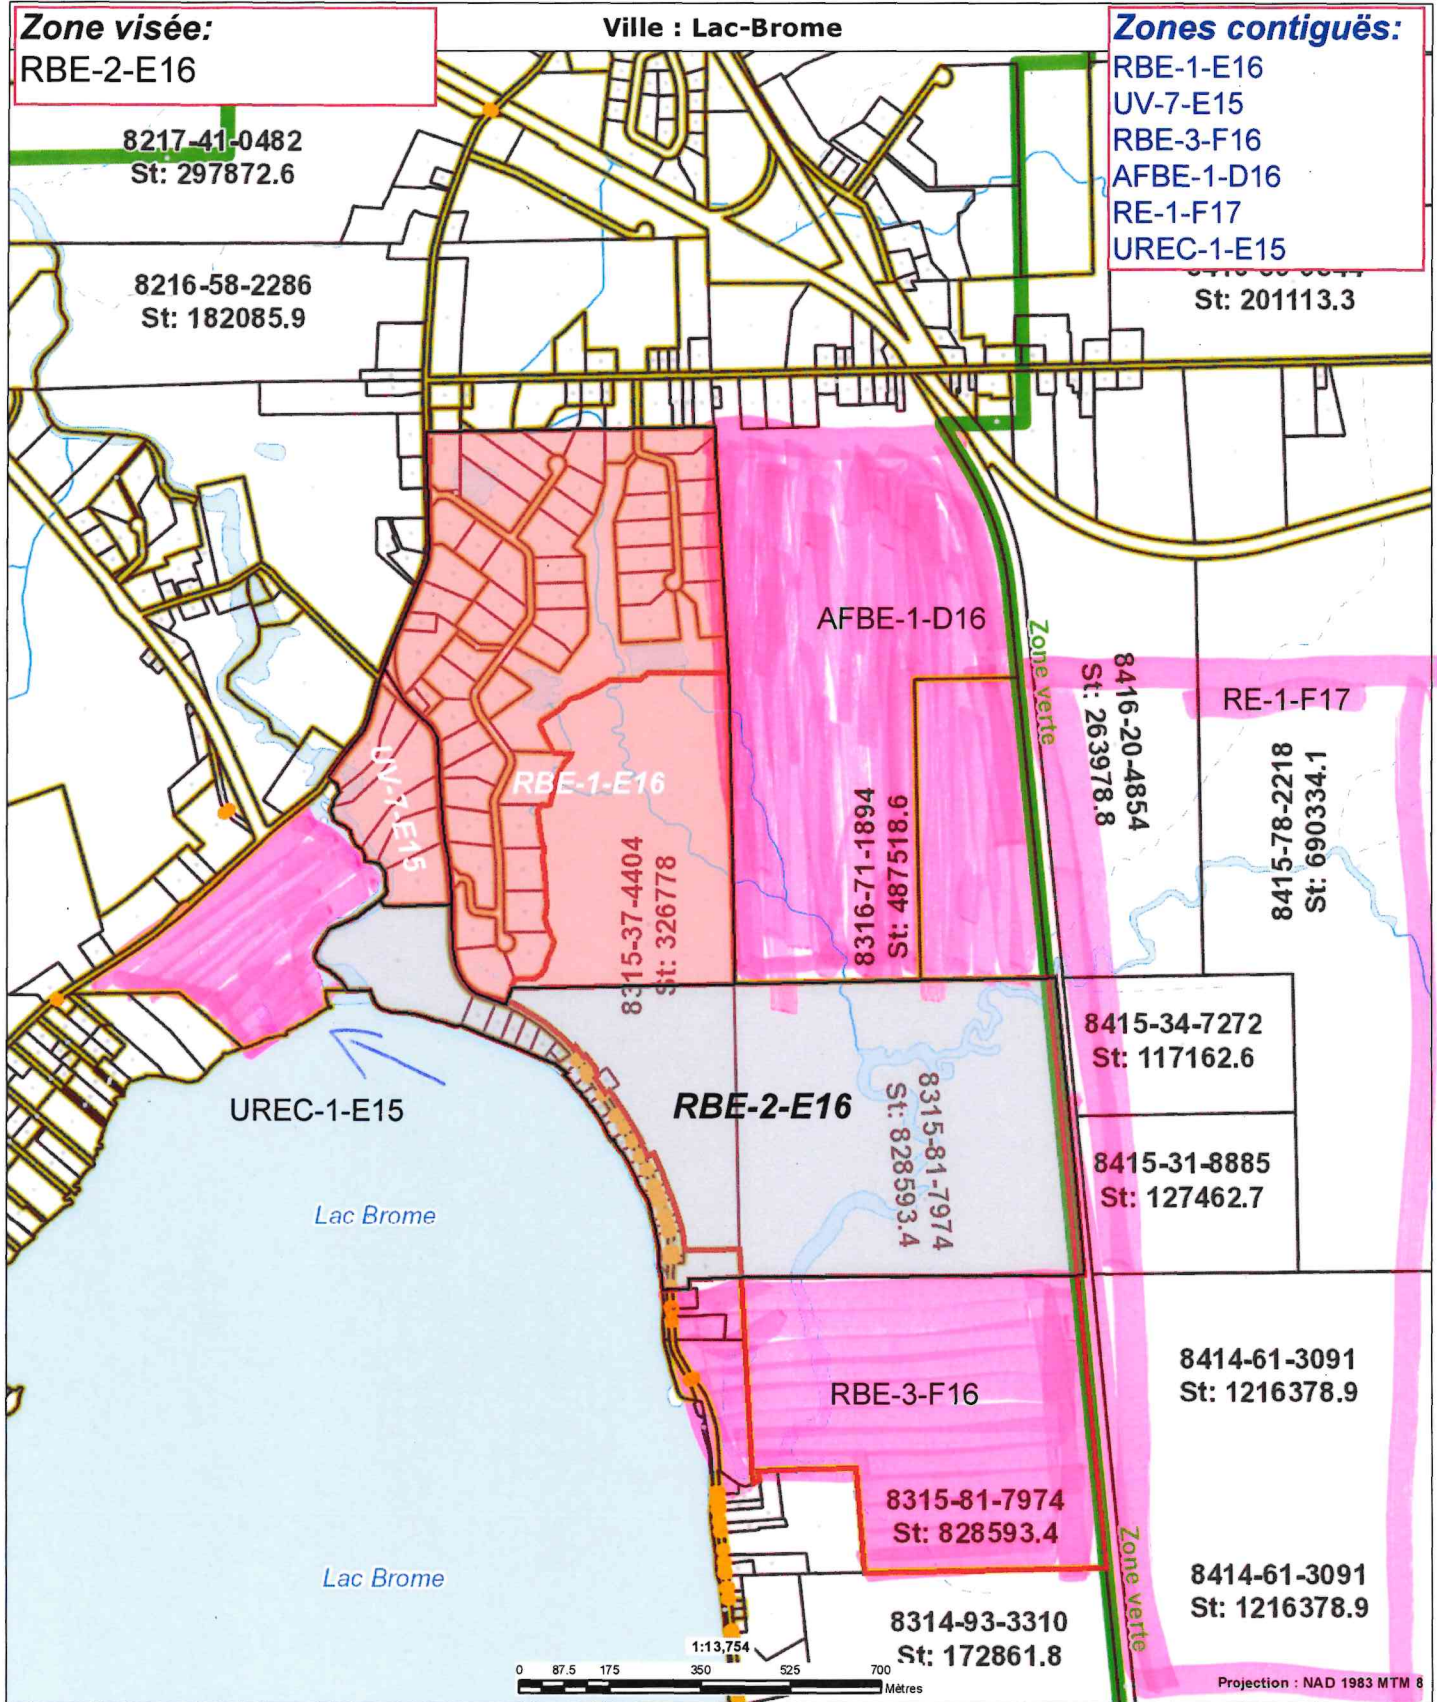 Zone visée:
RBE-2-E16
Ville : Lac-Brome
Zones contiguës:
RBE-1-E16
UV-7-E15
RBE-3-F16
AFBE-1-D16
RE-1-F17
UREC-1-E15
8217-41-0482
St: 297872.6
8216-58-2286
St: 182085.9
St: 201113.3
AFBE-1-D16
Zone verte
8416-20-4854
St: 263978.8
RE-1-F17
8415-78-2218
St: 690334.1
UV-7-E15
RBE-1-E16
8315-37-4404
St: 326778
8316-71-1894
St: 487518.6
8415-34-7272
St: 117162.6
UREC-1-E15
RBE-2-E16
8315-81-7974
St: 828593.4
8415-31-8885
St: 127462.7
Lac Brome
8414-61-3091
St: 1216378.9
RBE-3-F16
8315-81-7974
St: 828593.4
Zone verte
Lac Brome
8414-61-3091
St: 1216378.9
8314-93-3310
St: 172861.8
1:13,754
0 87.5 175 350 525 700
Mètres
Projection : NAD 1983 MTM 8